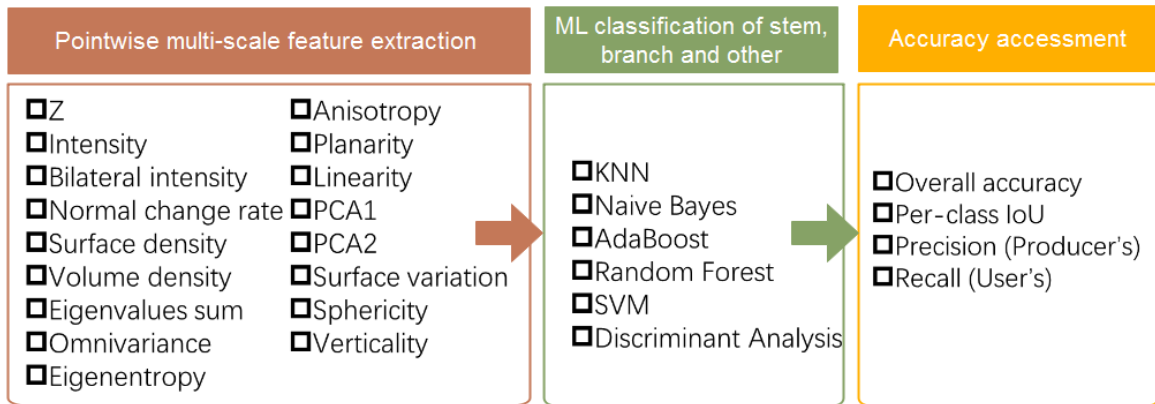 Pointwise multi-scale feature extraction
Z
Intensity
Bilateral intensity
Normal change rate
Surface density
Volume density
Eigenvalues sum
Omnivariance
Eigenentropy
Anisotropy
Planarity
Linearity
PCA1
PCA2
Surface variation
Sphericity
Verticality
ML classification of stem,
branch and other
KNN
Naive Bayes
AdaBoost
Random Forest
SVM
Discriminant Analysis
Accuracy accessment
Overall accuracy
Per-class IoU
Precision (Producer's)
Recall (User's)